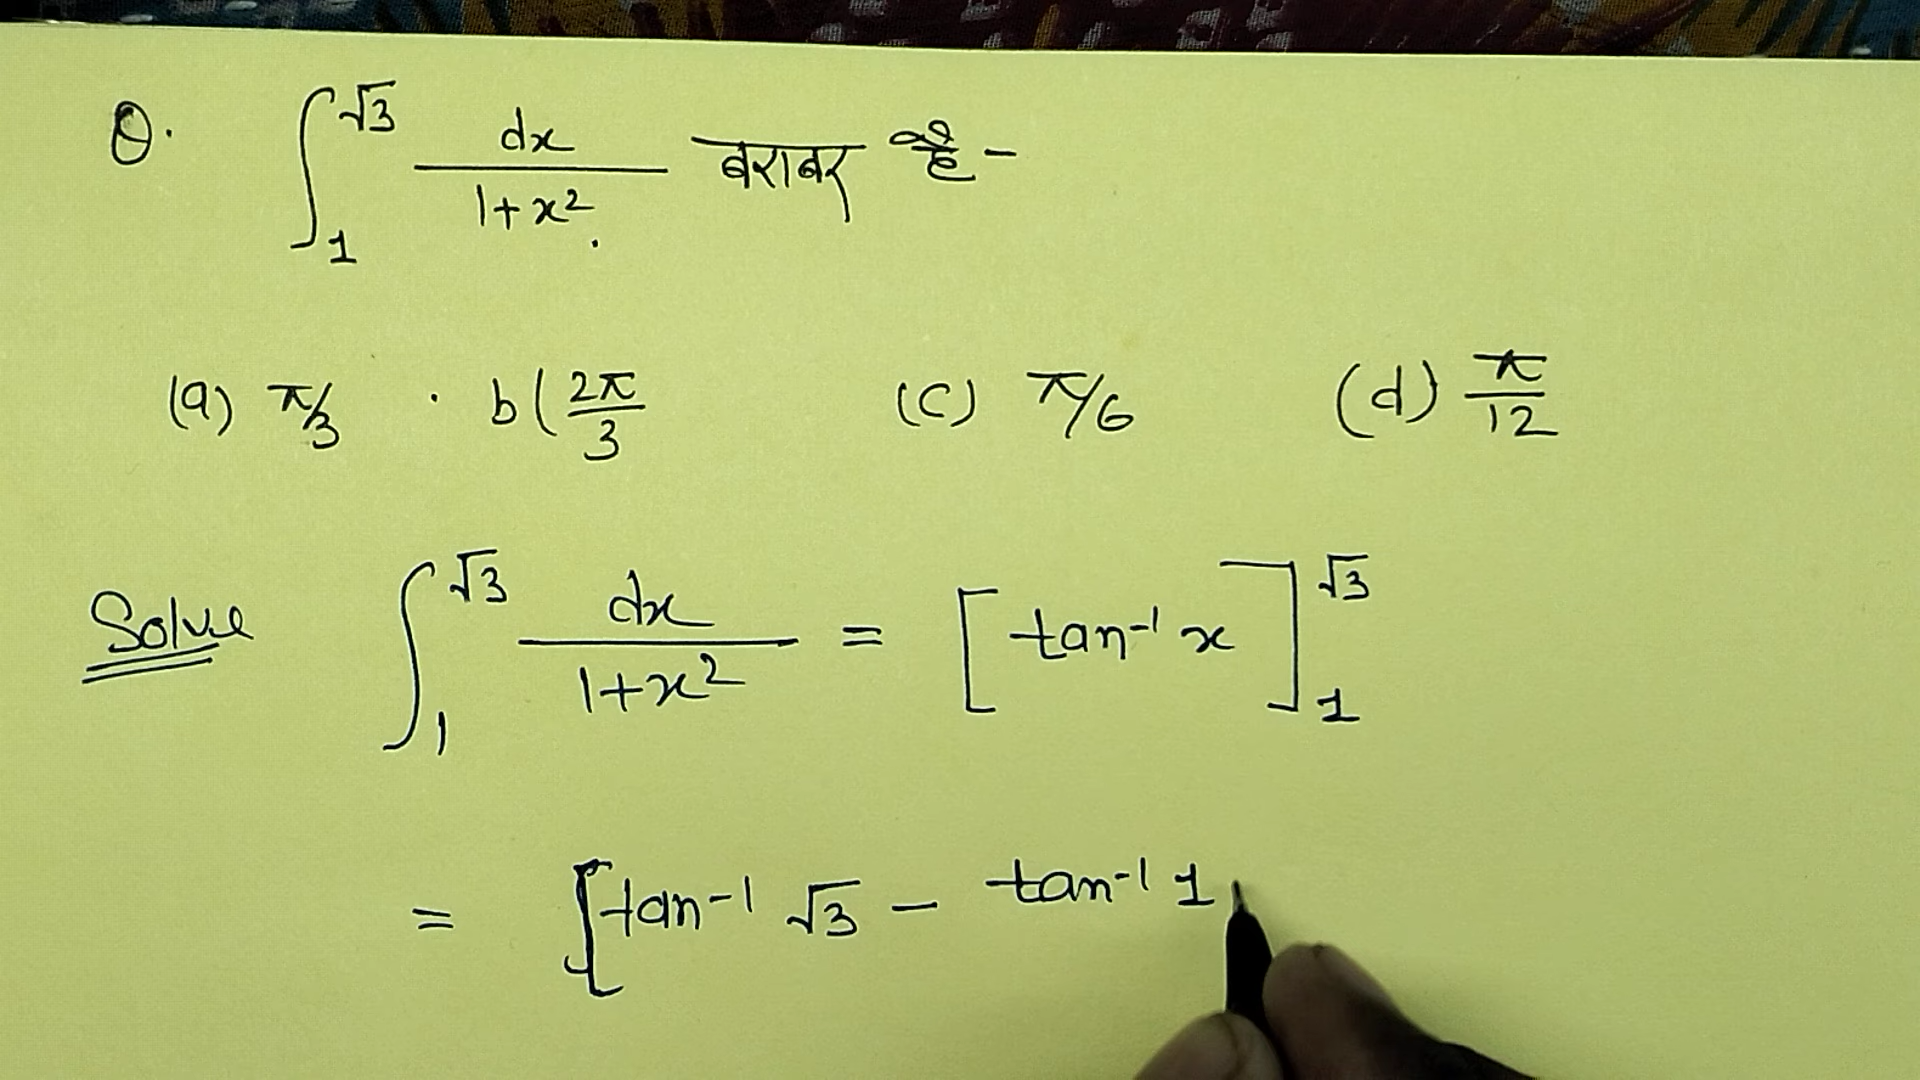 Q. ∫₁^√3 dx/(1+x²) बराबर है -
(a) π/3 . b( 2π/3 (c) π/6 (d) π/12
Solve ∫₁^√3 dx/(1+x²) = [tan⁻¹ x]₁^√3
= [tan⁻¹ √3 - tan⁻¹ 1